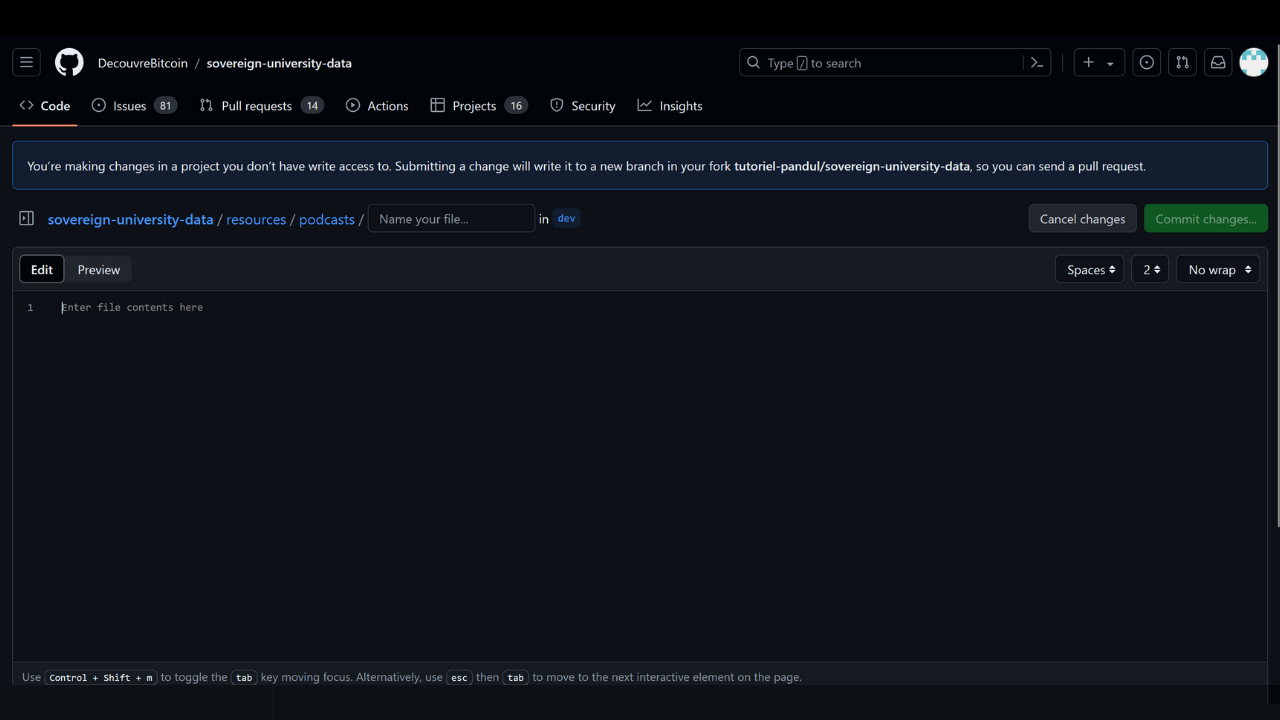 DecouvreBitcoin / sovereign-university-data
Type / to search
Code Issues 81 Pull requests 14 Actions Projects 16 Security Insights
You're making changes in a project you don't have write access to. Submitting a change will write it to a new branch in your fork tutoriel-pandul/sovereign-university-data, so you can send a pull request.
sovereign-university-data / resources / podcasts / Name your file... in dev Cancel changes Commit changes...
Edit Preview Spaces 2 No wrap
1 Enter file contents here
Use Control + Shift + m to toggle the tab key moving focus. Alternatively, use esc then tab to move to the next interactive element on the page.